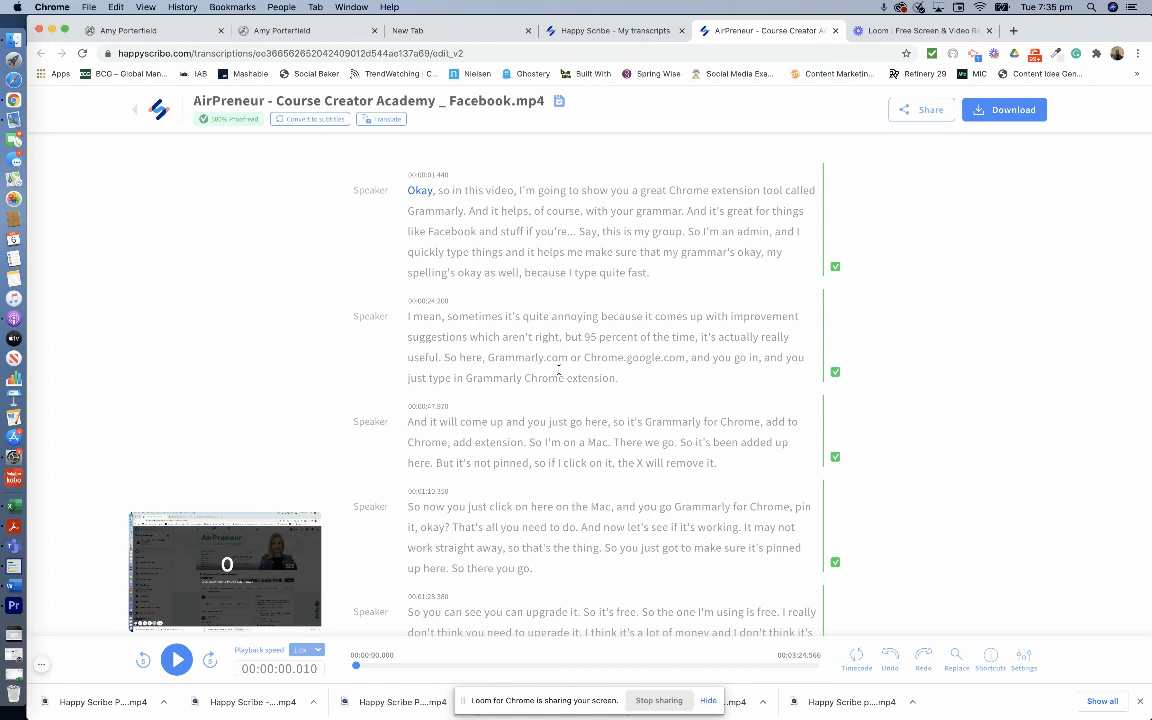 Chrome File Edit View History Bookmarks People Tab Window Help
Tue 7:35 pm
Amy Porterfield
Amy Porterfield
New Tab
Happy Scribe - My transcripts
AirPreneur - Course Creator Ac
Loom | Free Screen & Video Re
happyscribe.com/transcriptions/ee366562652042409012d544ae137a69/edit_v2
Apps BCG – Global Man... IAB Mashable Social Baker TrendWatching | C... Nielsen Ghostery Built With Spring Wise Social Media Exa... Content Marketin... Refinery 29 MIC Content Idea Gen... »
AirPreneur - Course Creator Academy _ Facebook.mp4
100% Proofread Convert to subtitles Translate
Share Download
00:00:01.440
Speaker
Okay, so in this video, I'm going to show you a great Chrome extension tool called
Grammarly. And it helps, of course, with your grammar. And it's great for things
like Facebook and stuff if you're... Say, this is my group. So I'm an admin, and I
quickly type things and it helps me make sure that my grammar's okay, my
spelling's okay as well, because I type quite fast.
00:00:24.200
Speaker
I mean, sometimes it's quite annoying because it comes up with improvement
suggestions which aren't right, but 95 percent of the time, it's actually really
useful. So here, Grammarly.com or Chrome.google.com, and you go in, and you
just type in Grammarly Chrome extension.
00:00:47.970
Speaker
And it will come up and you just go here, so it's Grammarly for Chrome, add to
Chrome, add extension. So I'm on a Mac. There we go. So it's been added up
here. But it's not pinned, so if I click on it, the X will remove it.
00:01:10.350
Speaker
So now you just click on here on the Mac, and you go Grammarly for Chrome, pin
it, okay? That's all you need to do. And now let's see if it's working. It may not
work straight away, so that's the thing. So you just got to make sure it's pinned
up here. So there you go.
00:01:28.380
Speaker
So you can see you can upgrade it. So it's free. So the one I'm using is free. I really
don't think you need to upgrade it. I think it's a lot of money and I don't think it's
AirPreneur
0
5 5
Playback speed
1.0x
00:00:00.010
00:00:00.000
00:03:24.566
Timecode Undo Redo Replace Shortcuts Settings
Happy Scribe P....mp4
Happy Scribe -....mp4
Happy Scribe P....mp4
Loom for Chrome is sharing your screen. Stop sharing Hide
....mp4
Happy Scribe p....mp4
Show all